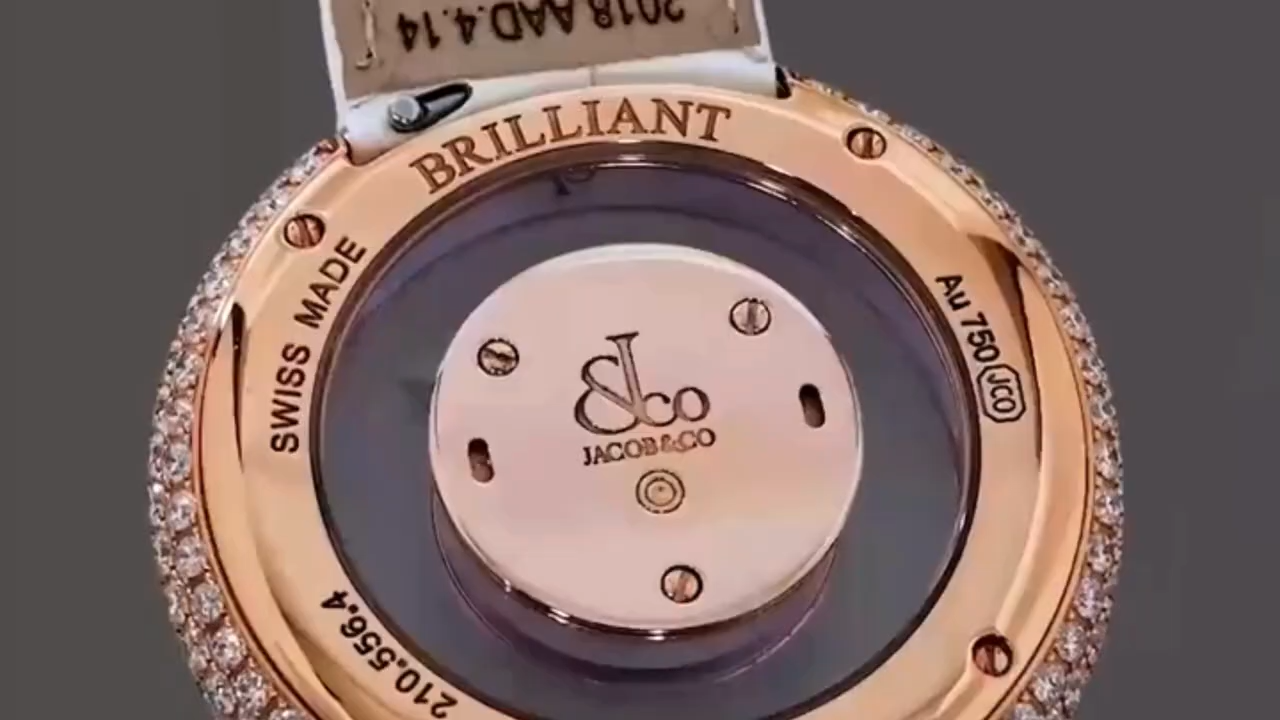 2018.AAD.4.14
BRILLIANT
SWISS MADE
Au 750 JCO
J&CO
JACOB&CO
210.556.4